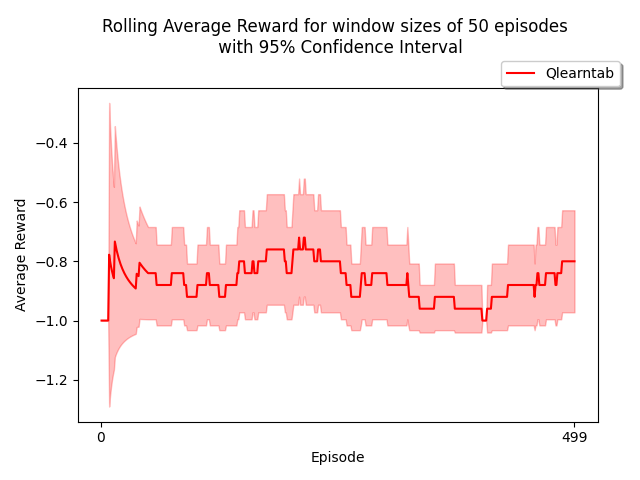 Rolling Average Reward for window sizes of 50 episodes
with 95% Confidence Interval
Qlearntab
−0.4
−0.6
−0.8
−1.0
−1.2
Average Reward
0
499
Episode